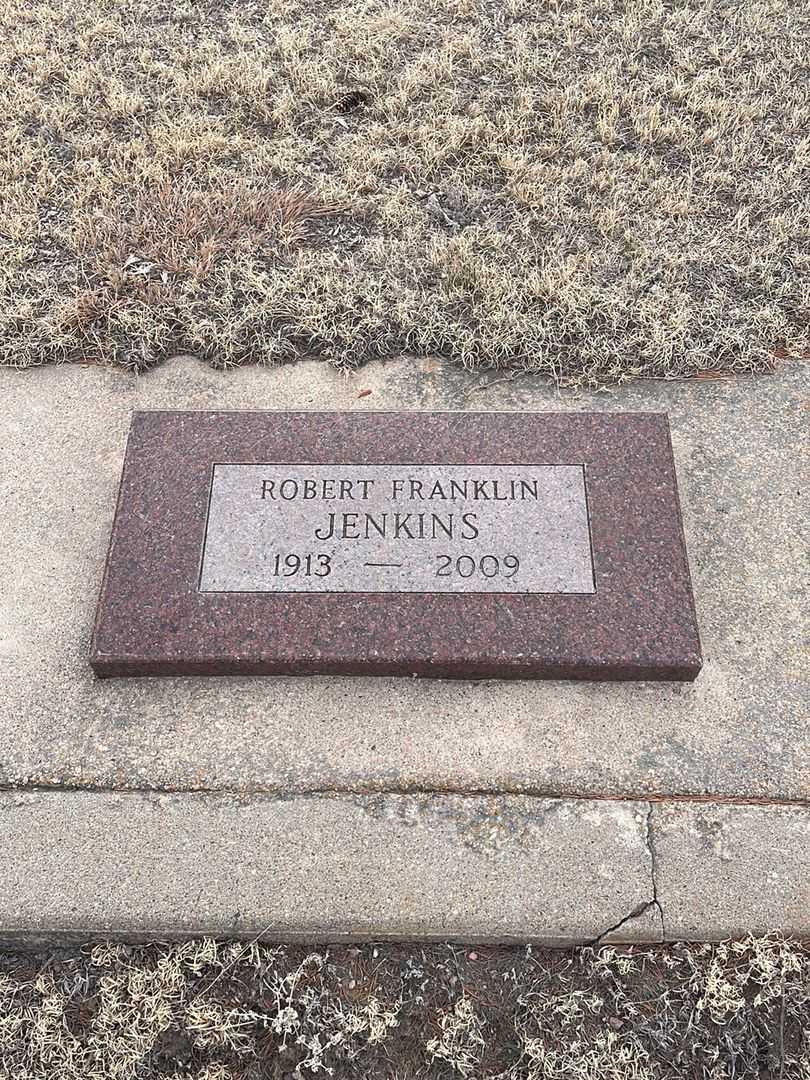 ROBERT FRANKLIN
JENKINS
1913 — 2009